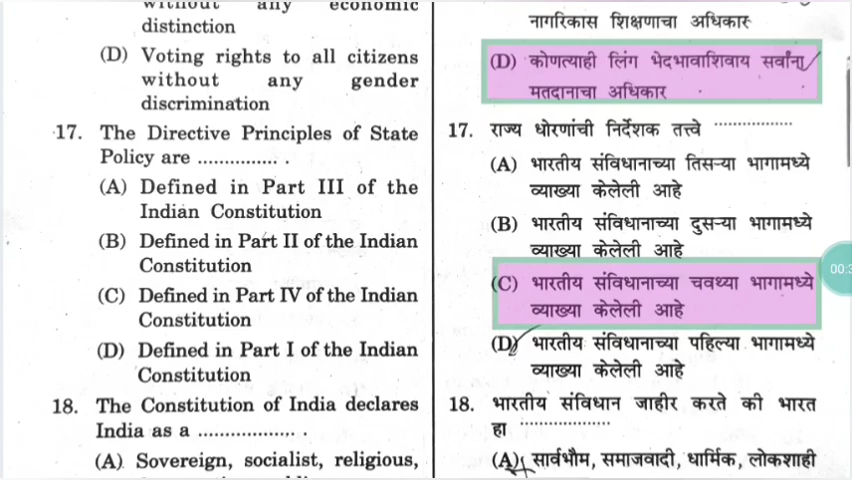 without any economic
distinction
(D) Voting rights to all citizens
without any gender
discrimination
17. The Directive Principles of State
Policy are ................ .
(A) Defined in Part III of the
Indian Constitution
(B) Defined in Part II of the Indian
Constitution
(C) Defined in Part IV of the Indian
Constitution
(D) Defined in Part I of the Indian
Constitution
18. The Constitution of India declares
India as a ................... .
(A) Sovereign, socialist, religious,
नागरिकास शिक्षणाचा अधिकार
(D) कोणत्याही लिंग भेदभावाशिवाय सर्वांना
मतदानाचा अधिकार
17. राज्य धोरणांची निर्देशक तत्त्वे ................
(A) भारतीय संविधानाच्या तिसऱ्या भागामध्ये
व्याख्या केलेली आहे
(B) भारतीय संविधानाच्या दुसऱ्या भागामध्ये
व्याख्या केलेली आहे
(C) भारतीय संविधानाच्या चवथ्या भागामध्ये
व्याख्या केलेली आहे
(D) भारतीय संविधानाच्या पहिल्या भागामध्ये
व्याख्या केलेली आहे
18. भारतीय संविधान जाहीर करते की भारत
हा ..................
(A) सार्वभौम, समाजवादी, धार्मिक, लोकशाही